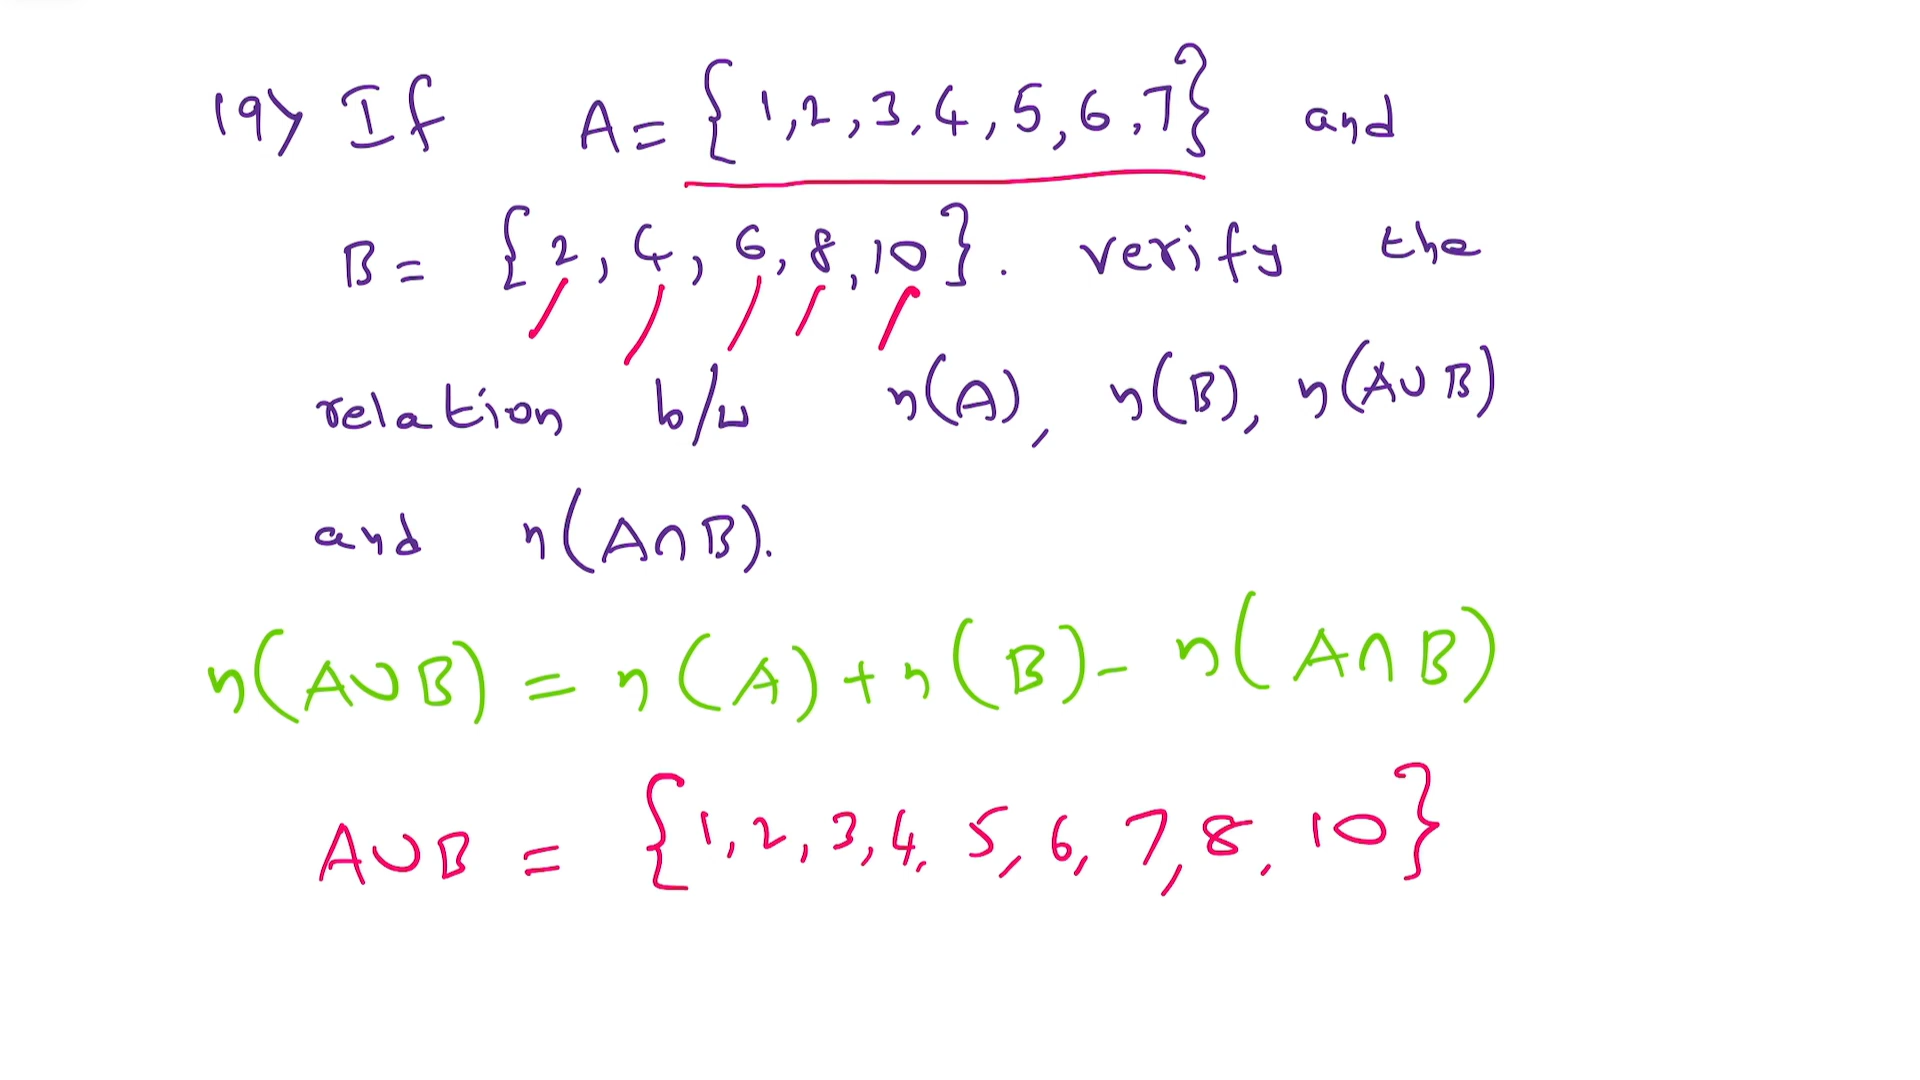 19) If A = {1,2,3,4,5,6,7} and
B = {2, 4, 6, 8, 10}. verify the
relation b/w n(A), n(B), n(A∪B)
and n(A∩B).
n(A∪B) = n(A)+n(B)- n(A∩B)
A∪B = {1,2,3,4, 5, 6, 7, 8, 10}